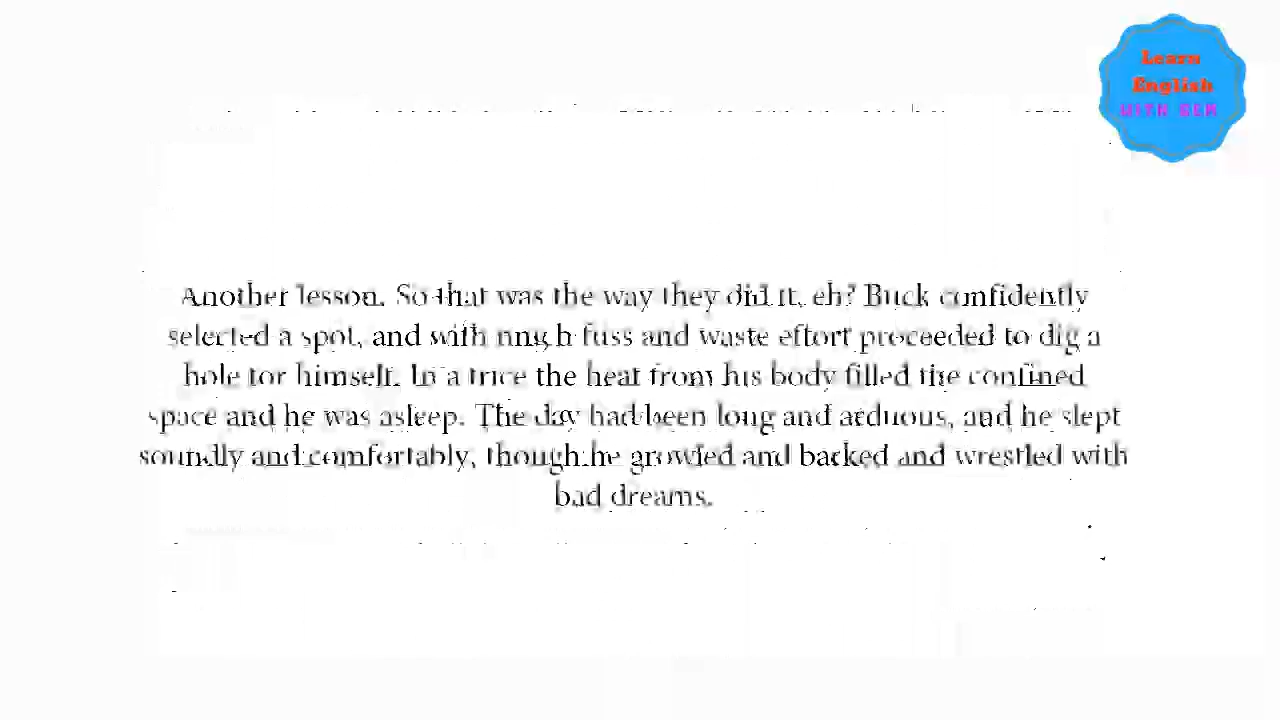 Learn
English
WITH GEM
Another lesson. So that was the way they did it, eh? Buck confidently
selected a spot, and with much fuss and waste effort proceeded to dig a
hole for himself. In a trice the heat from his body filled the confined
space and he was asleep. The day had been long and arduous, and he slept
soundly and comfortably, though he growled and barked and wrestled with
bad dreams.